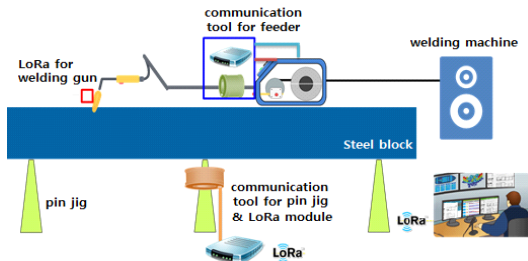 communication
tool for feeder
welding machine
LoRa for
welding gun
Steel block
pin jig
communication
tool for pin jig
& LoRa module
LoRa
LoRa